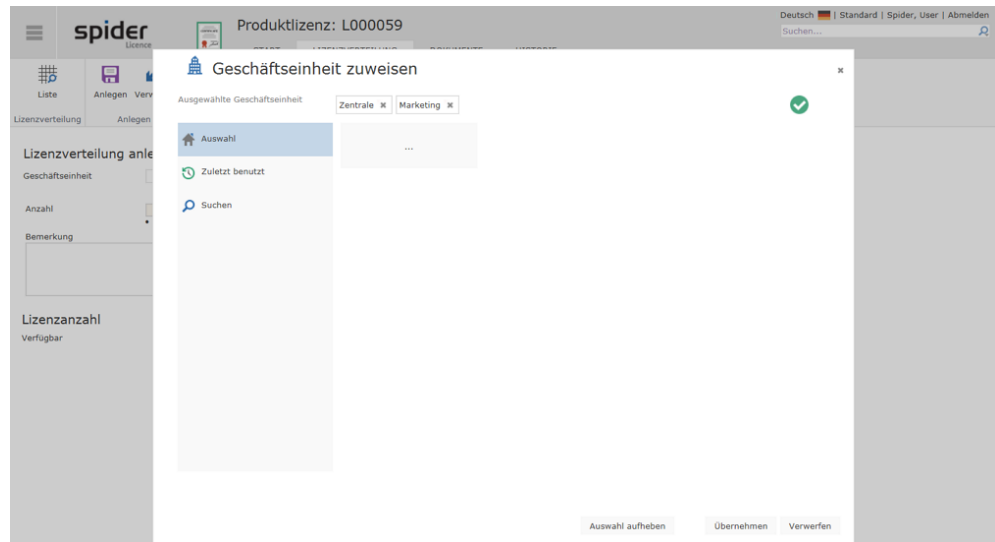 spider
Licence
Produktlizenz: L000059
Deutsch | Standard | Spider, User | Abmelden
Suchen...
Liste
Anlegen
Lizenzverteilung
Anlegen
Geschäftseinheit zuweisen
Ausgewählte Geschäftseinheit
Zentrale
Marketing
Auswahl
Zuletzt benutzt
Suchen
...
Lizenzverteilung
Geschäftseinheit
Anzahl
Bemerkung
Lizenzanzahl
Verfügbar
Auswahl aufheben
Übernehmen
Verwerfen